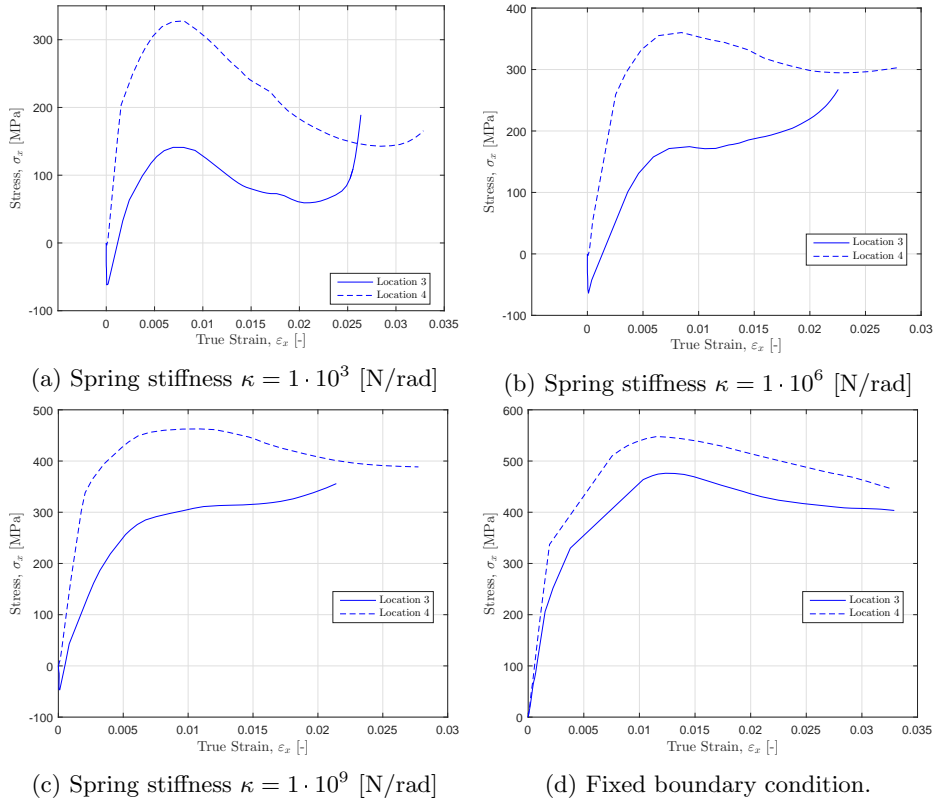 300
200
100
0
-100
Stress, σₓ [MPa]
0 0.005 0.01 0.015 0.02 0.025 0.03 0.035
True Strain, εₓ [-]
Location 3
Location 4
(a) Spring stiffness κ = 1 · 10³ [N/rad]
400
300
200
100
0
-100
Stress, σₓ [MPa]
0 0.005 0.01 0.015 0.02 0.025 0.03
True Strain, εₓ [-]
Location 3
Location 4
(b) Spring stiffness κ = 1 · 10⁶ [N/rad]
500
400
300
200
100
0
-100
Stress, σₓ [MPa]
0 0.005 0.01 0.015 0.02 0.025 0.03
True Strain, εₓ [-]
Location 3
Location 4
(c) Spring stiffness κ = 1 · 10⁹ [N/rad]
600
500
400
300
200
100
0
Stress, σₓ [MPa]
0 0.005 0.01 0.015 0.02 0.025 0.03 0.035
True Strain, εₓ [-]
Location 3
Location 4
(d) Fixed boundary condition.